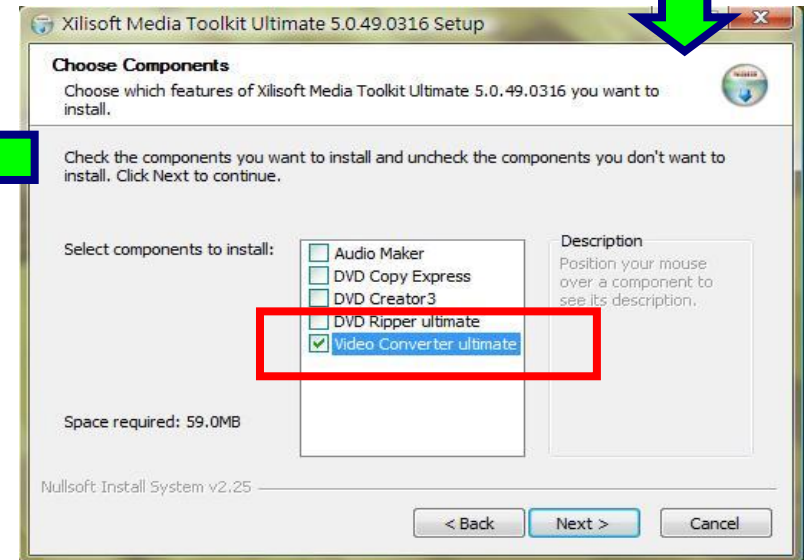 Xilisoft Media Toolkit Ultimate 5.0.49.0316 Setup
Choose Components
Choose which features of Xilisoft Media Toolkit Ultimate 5.0.49.0316 you want to
install.
Check the components you want to install and uncheck the components you don't want to
install. Click Next to continue.
Select components to install:
Audio Maker
DVD Copy Express
DVD Creator3
DVD Ripper ultimate
Video Converter ultimate
Description
Position your mouse
over a component to
see its description.
Space required: 59.0MB
Nullsoft Install System v2.25
< Back
Next >
Cancel